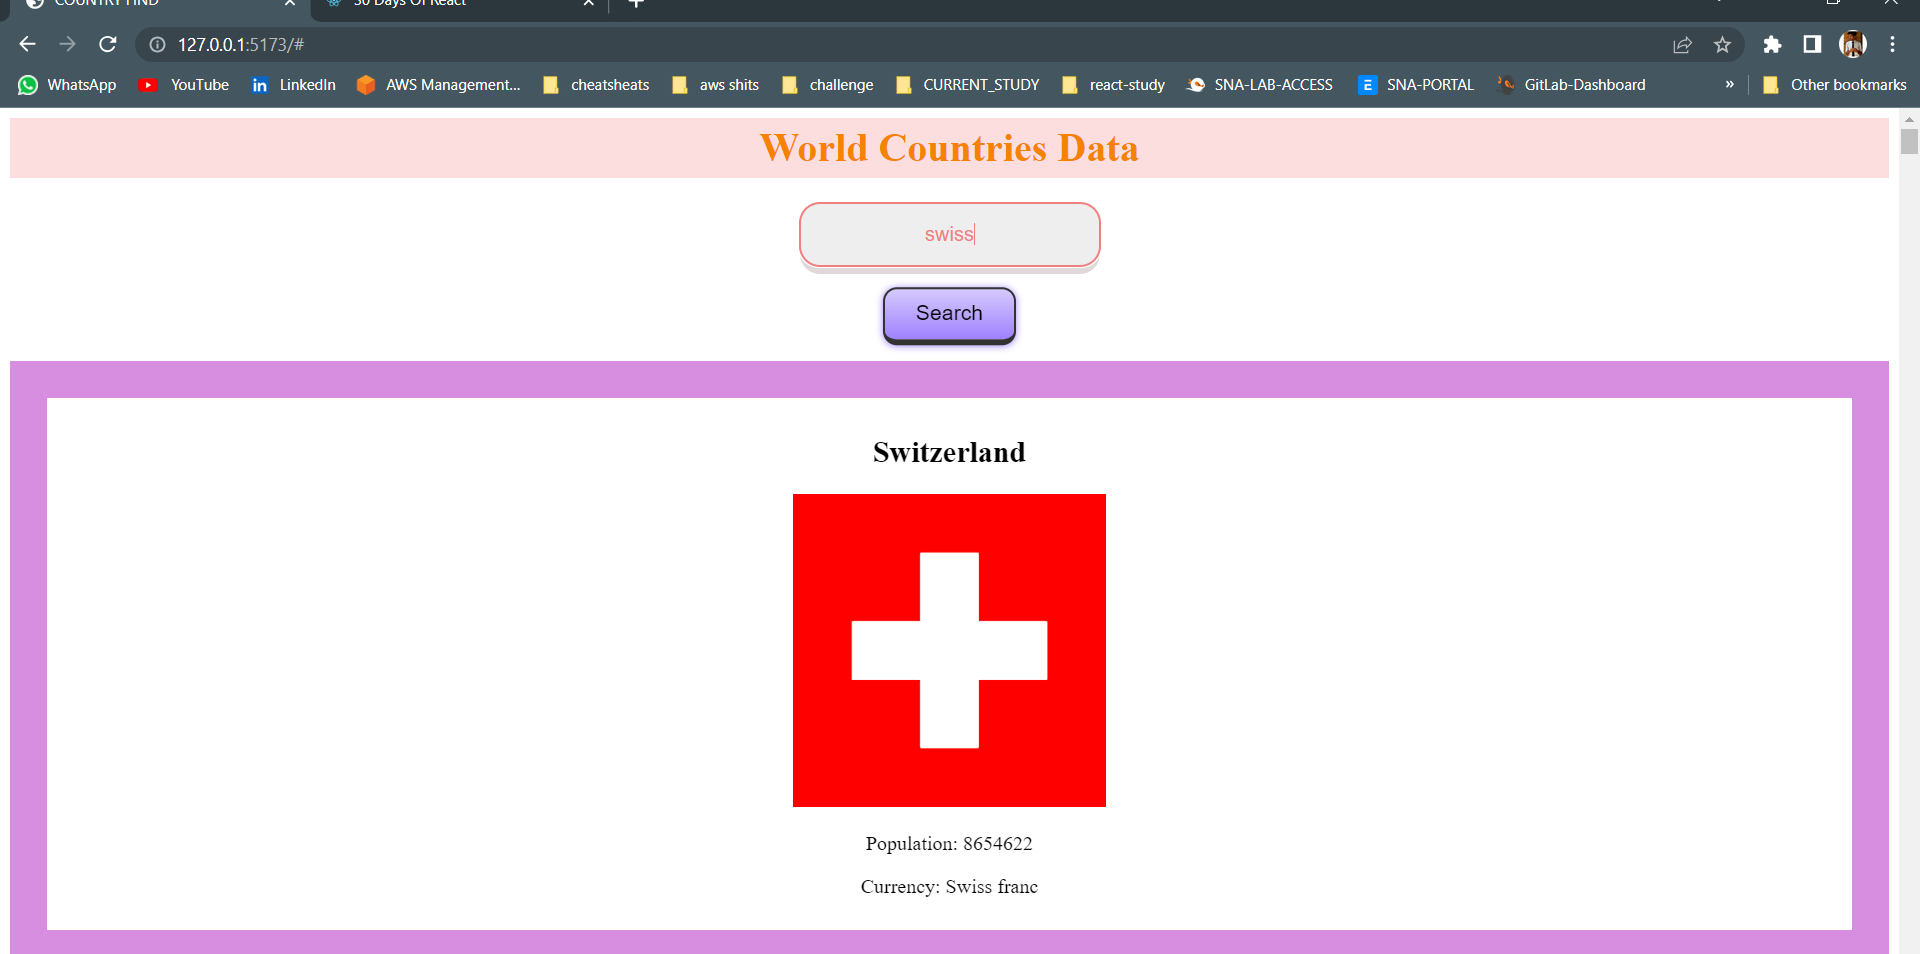 COUNTRY FIND
30 Days Of React
127.0.0.1:5173/#
WhatsApp YouTube LinkedIn AWS Management... cheatsheats aws shits challenge CURRENT_STUDY react-study SNA-LAB-ACCESS SNA-PORTAL GitLab-Dashboard » Other bookmarks
World Countries Data
swiss
Search
Switzerland
Population: 8654622
Currency: Swiss franc